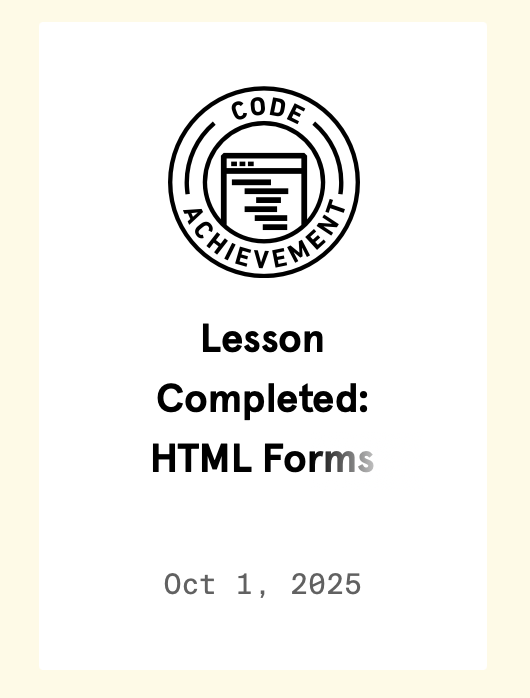 CODE
ACHIEVEMENT
Lesson
Completed:
HTML Forms
Oct 1, 2025